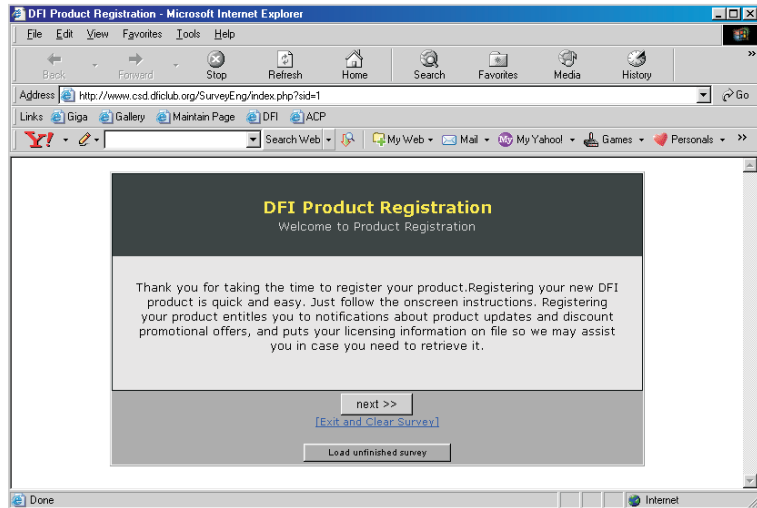 DFI Product Registration - Microsoft Internet Explorer
File Edit View Favorites Tools Help
Back Forward Stop Refresh Home Search Favorites Media History »
Address http://www.csd.dficlub.org/SurveyEng/index.php?sid=1 Go
Links Giga Gallery Maintain Page DFI ACP
Y! Search Web My Web Mail My Yahoo! Games Personals »
DFI Product Registration
Welcome to Product Registration
Thank you for taking the time to register your product.Registering your new DFI
product is quick and easy. Just follow the onscreen instructions. Registering
your product entitles you to notifications about product updates and discount
promotional offers, and puts your licensing information on file so we may assist
you in case you need to retrieve it.
next >>
[Exit and Clear Survey]
Load unfinished survey
Done Internet